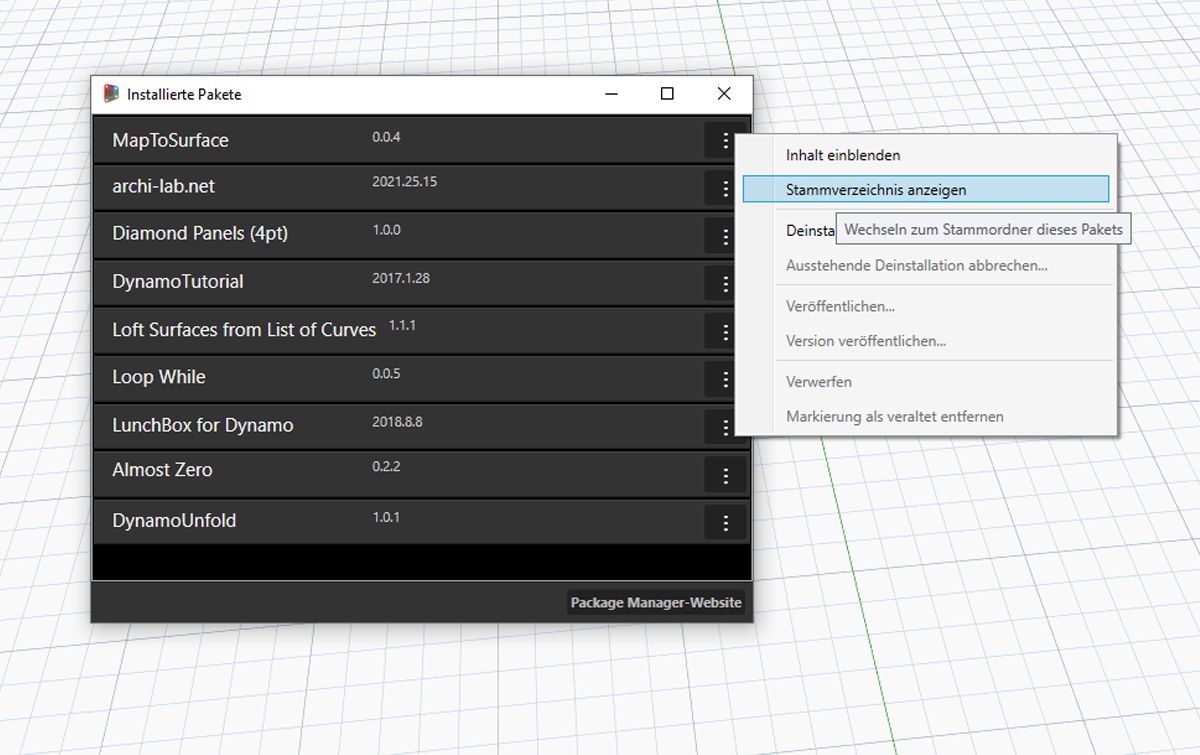 Installierte Pakete
MapToSurface 0.0.4
archi-lab.net 2021.25.15
Diamond Panels (4pt) 1.0.0
DynamoTutorial 2017.1.28
Loft Surfaces from List of Curves 1.1.1
Loop While 0.0.5
LunchBox for Dynamo 2018.8.8
Almost Zero 0.2.2
DynamoUnfold 1.0.1
Package Manager-Website
Inhalt einblenden
Stammverzeichnis anzeigen
Deinsta
Wechseln zum Stammordner dieses Pakets
Ausstehende Deinstallation abbrechen...
Veröffentlichen...
Version veröffentlichen...
Verwerfen
Markierung als veraltet entfernen